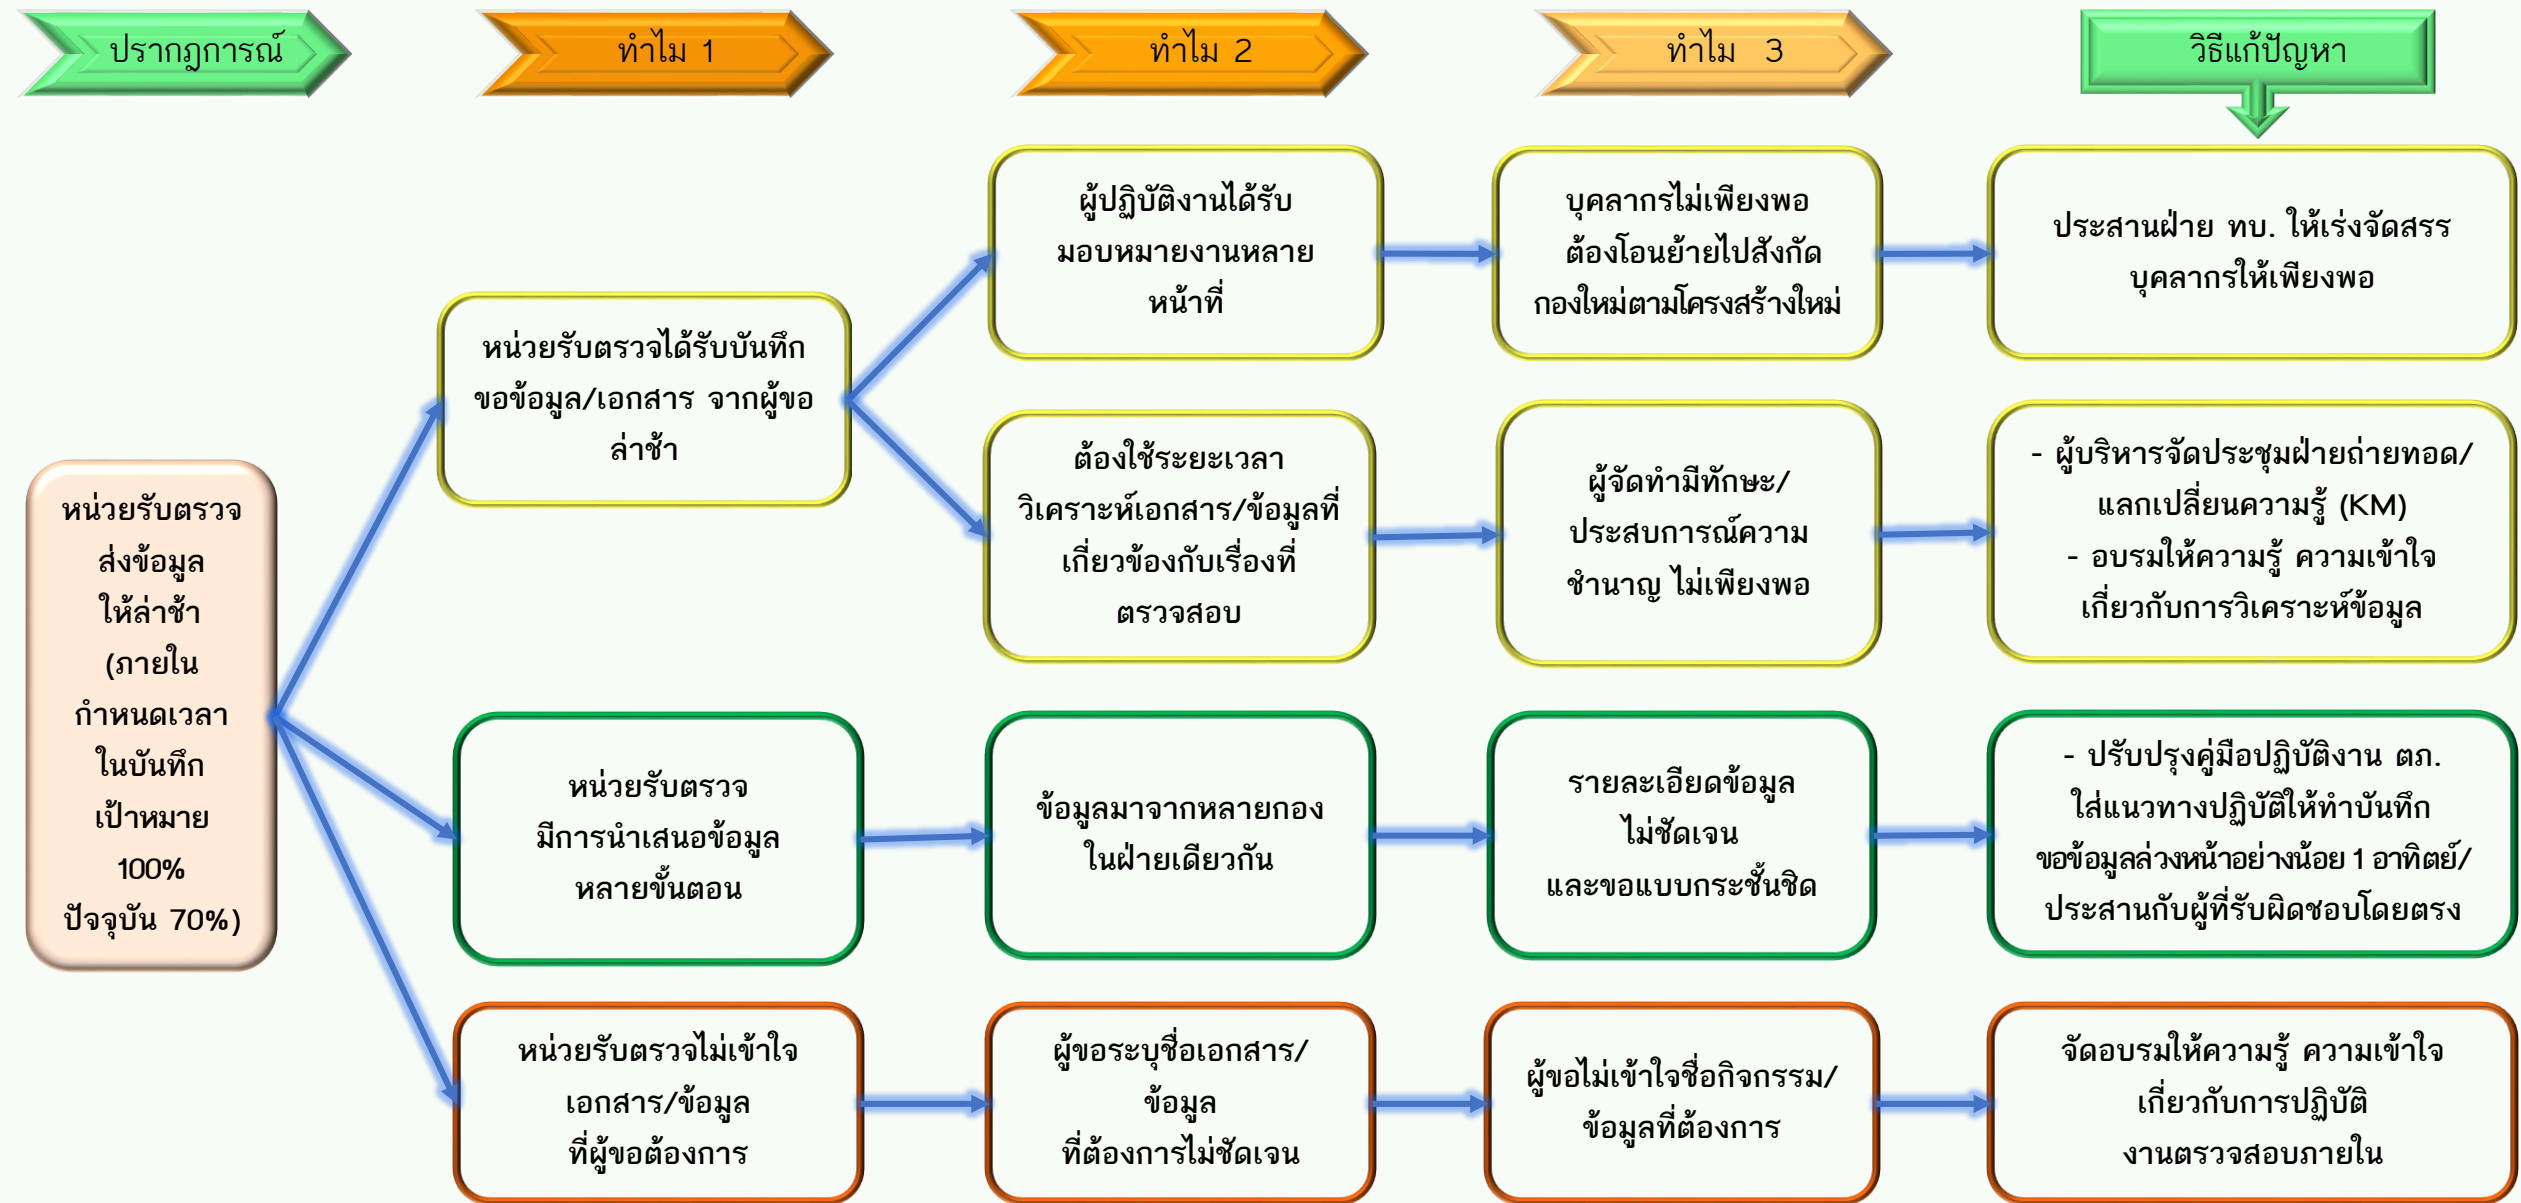 ปรากฏการณ์
ทำไม 1
ทำไม 2
ทำไม 3
วิธีแก้ปัญหา
หน่วยรับตรวจ
ส่งข้อมูล
ให้ล่าช้า
(ภายใน
กำหนดเวลา
ในบันทึก
เป้าหมาย
100%
ปัจจุบัน 70%)
หน่วยรับตรวจได้รับบันทึก
ขอข้อมูล/เอกสาร จากผู้ขอ
ล่าช้า
ผู้ปฏิบัติงานได้รับ
มอบหมายงานหลาย
หน้าที่
บุคลากรไม่เพียงพอ
ต้องโอนย้ายไปสังกัด
กองใหม่ตามโครงสร้างใหม่
ประสานฝ่าย ทบ. ให้เร่งจัดสรร
บุคลากรให้เพียงพอ
ต้องใช้ระยะเวลา
วิเคราะห์เอกสาร/ข้อมูลที่
เกี่ยวข้องกับเรื่องที่
ตรวจสอบ
ผู้จัดทำมีทักษะ/
ประสบการณ์ความ
ชำนาญ ไม่เพียงพอ
- ผู้บริหารจัดประชุมฝ่ายถ่ายทอด/
แลกเปลี่ยนความรู้ (KM)
- อบรมให้ความรู้ ความเข้าใจ
เกี่ยวกับการวิเคราะห์ข้อมูล
หน่วยรับตรวจ
มีการนำเสนอข้อมูล
หลายขั้นตอน
ข้อมูลมาจากหลายกอง
ในฝ่ายเดียวกัน
รายละเอียดข้อมูล
ไม่ชัดเจน
และขอแบบกระชั้นชิด
- ปรับปรุงคู่มือปฏิบัติงาน ตภ.
ใส่แนวทางปฏิบัติให้ทำบันทึก
ขอข้อมูลล่วงหน้าอย่างน้อย 1 อาทิตย์/
ประสานกับผู้ที่รับผิดชอบโดยตรง
หน่วยรับตรวจไม่เข้าใจ
เอกสาร/ข้อมูล
ที่ผู้ขอต้องการ
ผู้ขอระบุชื่อเอกสาร/
ข้อมูล
ที่ต้องการไม่ชัดเจน
ผู้ขอไม่เข้าใจชื่อกิจกรรม/
ข้อมูลที่ต้องการ
จัดอบรมให้ความรู้ ความเข้าใจ
เกี่ยวกับการปฏิบัติ
งานตรวจสอบภายใน